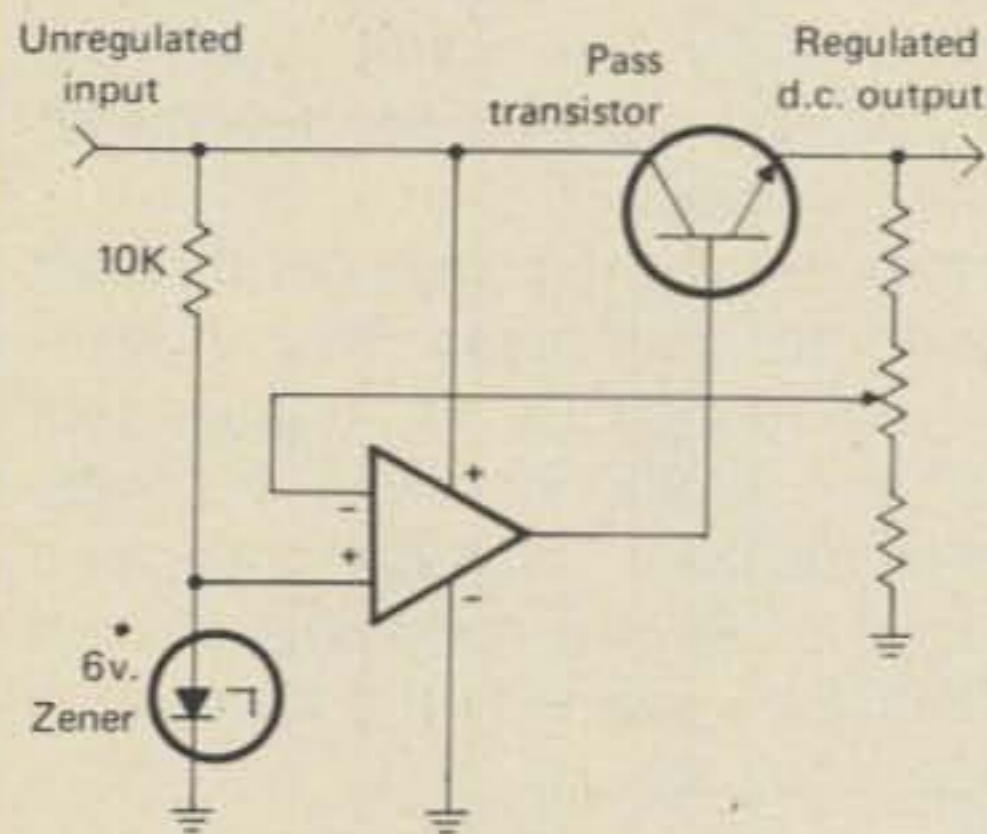 Unregulated
input
Pass
transistor
Regulated
d.c. output
10K
-
+
+
-
6v.
Zener